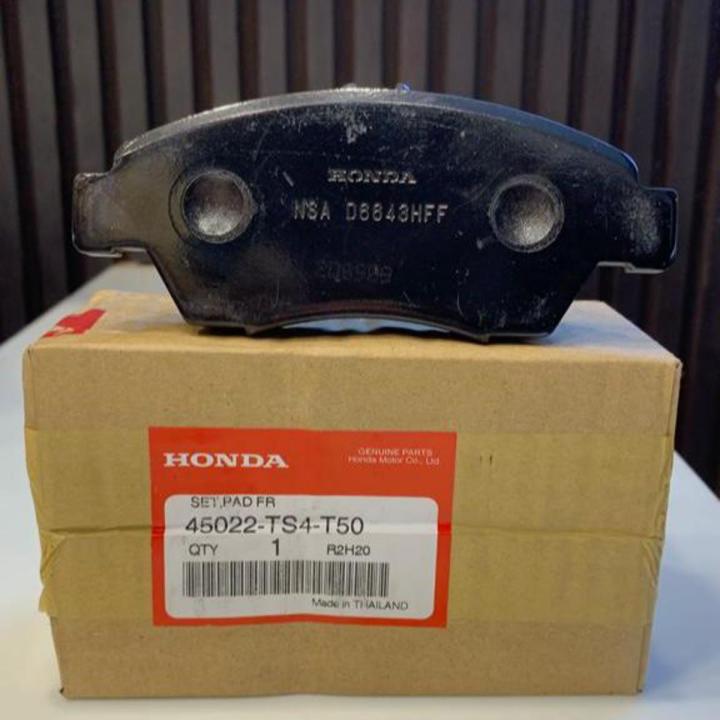 HONDA
NSA D6643HFF
HONDA
GENUINE PARTS
Honda Motor Co., Ltd.
SET,PAD FR
45022-TS4-T50
QTY 1 R2H20
Made in THAILAND